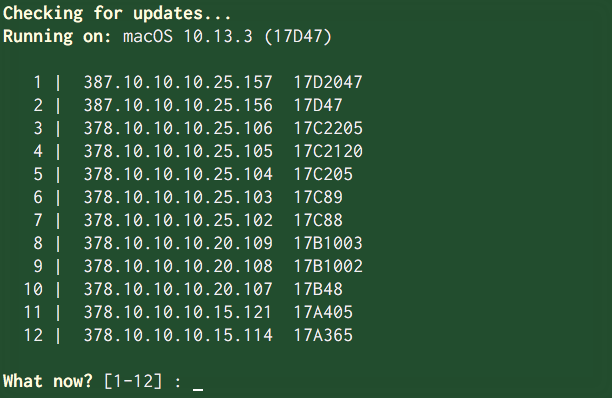 Checking for updates...
Running on: macOS 10.13.3 (17D47)
1 | 387.10.10.10.25.157 17D2047
2 | 387.10.10.10.25.156 17D47
3 | 378.10.10.10.25.106 17C2205
4 | 378.10.10.10.25.105 17C2120
5 | 378.10.10.10.25.104 17C205
6 | 378.10.10.10.25.103 17C89
7 | 378.10.10.10.25.102 17C88
8 | 378.10.10.10.20.109 17B1003
9 | 378.10.10.10.20.108 17B1002
10 | 378.10.10.10.20.107 17B48
11 | 378.10.10.10.15.121 17A405
12 | 378.10.10.10.15.114 17A365
What now? [1-12] : _